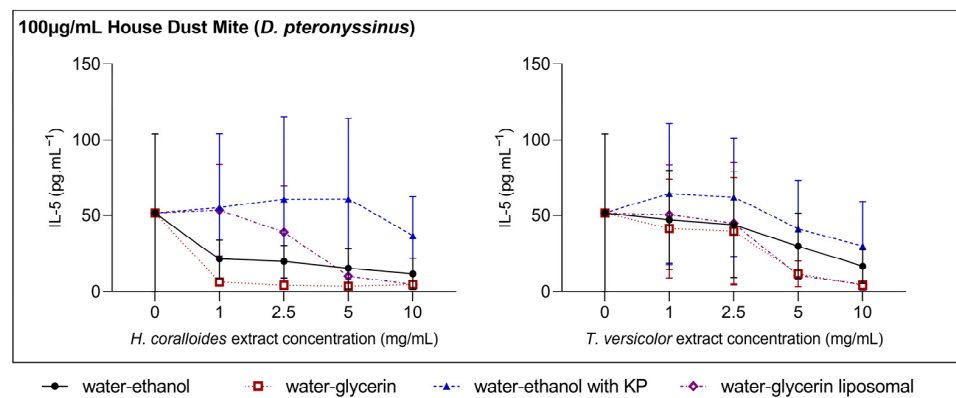 100µg/mL House Dust Mite (D. pteronyssinus)
150
100
50
0
IL-5 (pg.mL⁻¹)
0 1 2.5 5 10
H. coralloides extract concentration (mg/mL)
150
100
50
0
IL-5 (pg.mL⁻¹)
0 1 2.5 5 10
T. versicolor extract concentration (mg/mL)
water-ethanol water-glycerin water-ethanol with KP water-glycerin liposomal